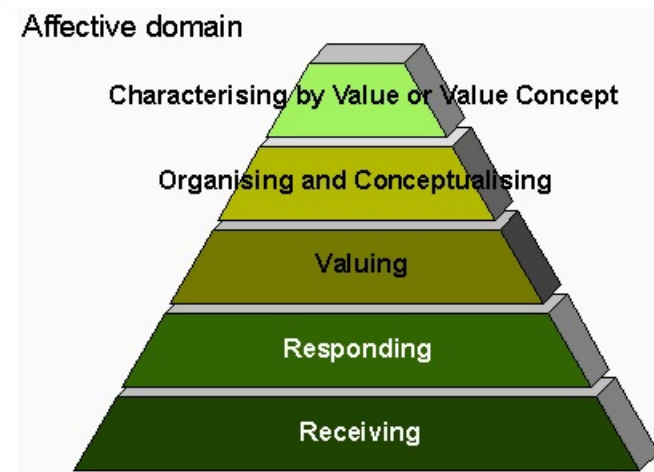 Affective domain
Characterising by Value or Value Concept
Organising and Conceptualising
Valuing
Responding
Receiving